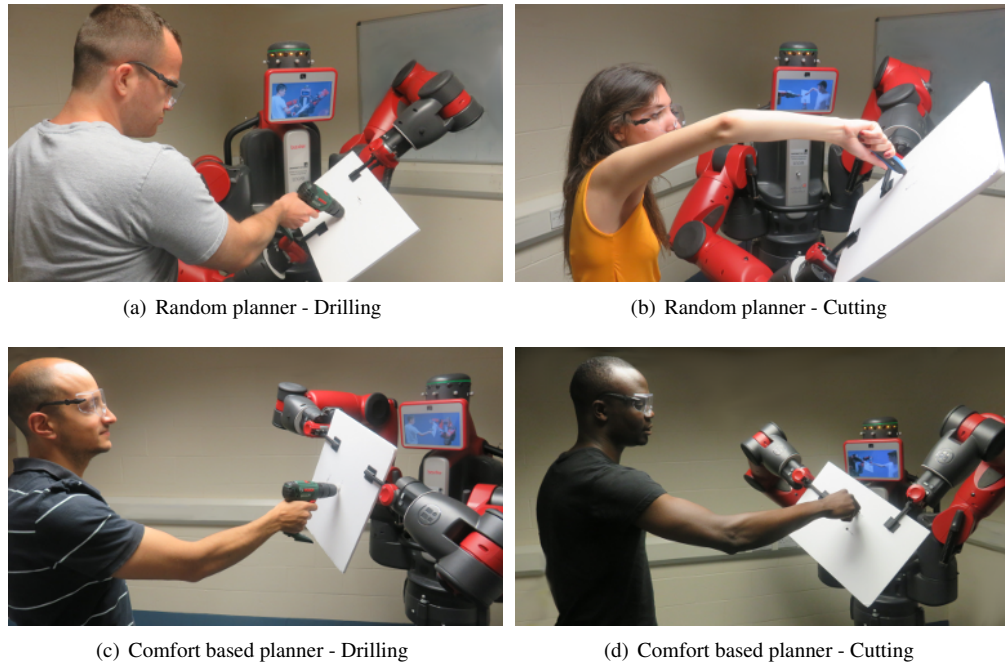 (a) Random planner - Drilling
(b) Random planner - Cutting
(c) Comfort based planner - Drilling
(d) Comfort based planner - Cutting